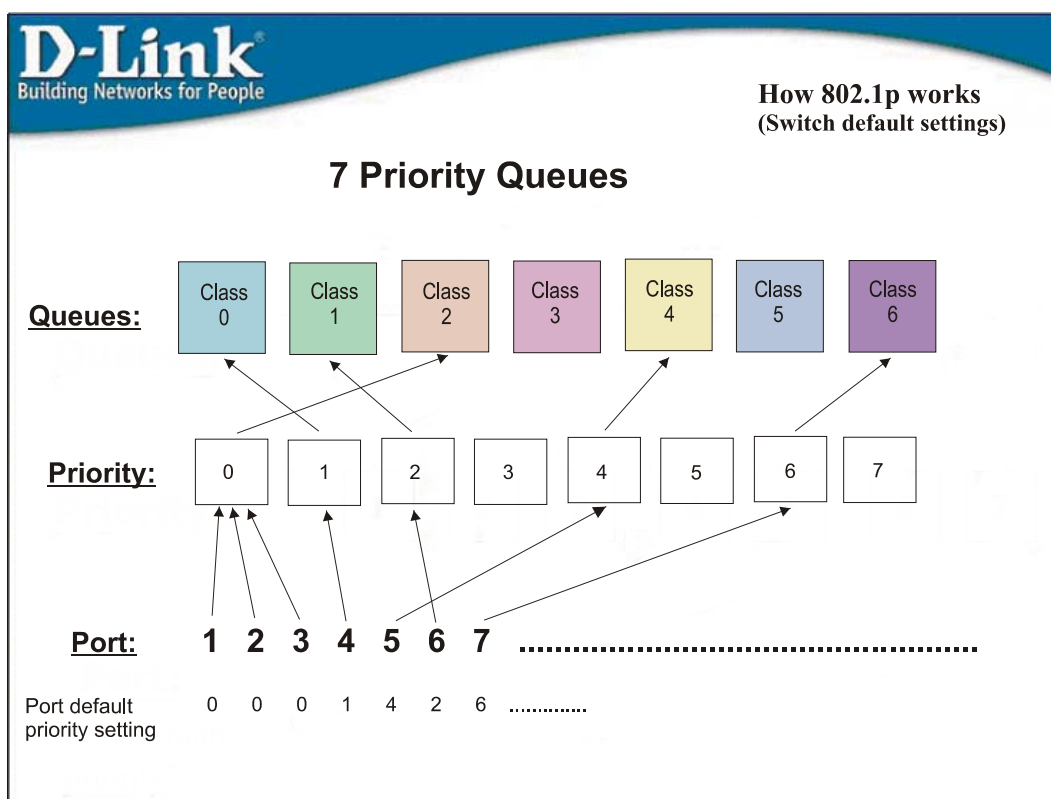 D-Link®
Building Networks for People
How 802.1p works
(Switch default settings)
7 Priority Queues
Queues:
Class 0
Class 1
Class 2
Class 3
Class 4
Class 5
Class 6
Priority:
0 1 2 3 4 5 6 7
Port: 1 2 3 4 5 6 7 ................................................
Port default priority setting
0 0 0 1 4 2 6 .............